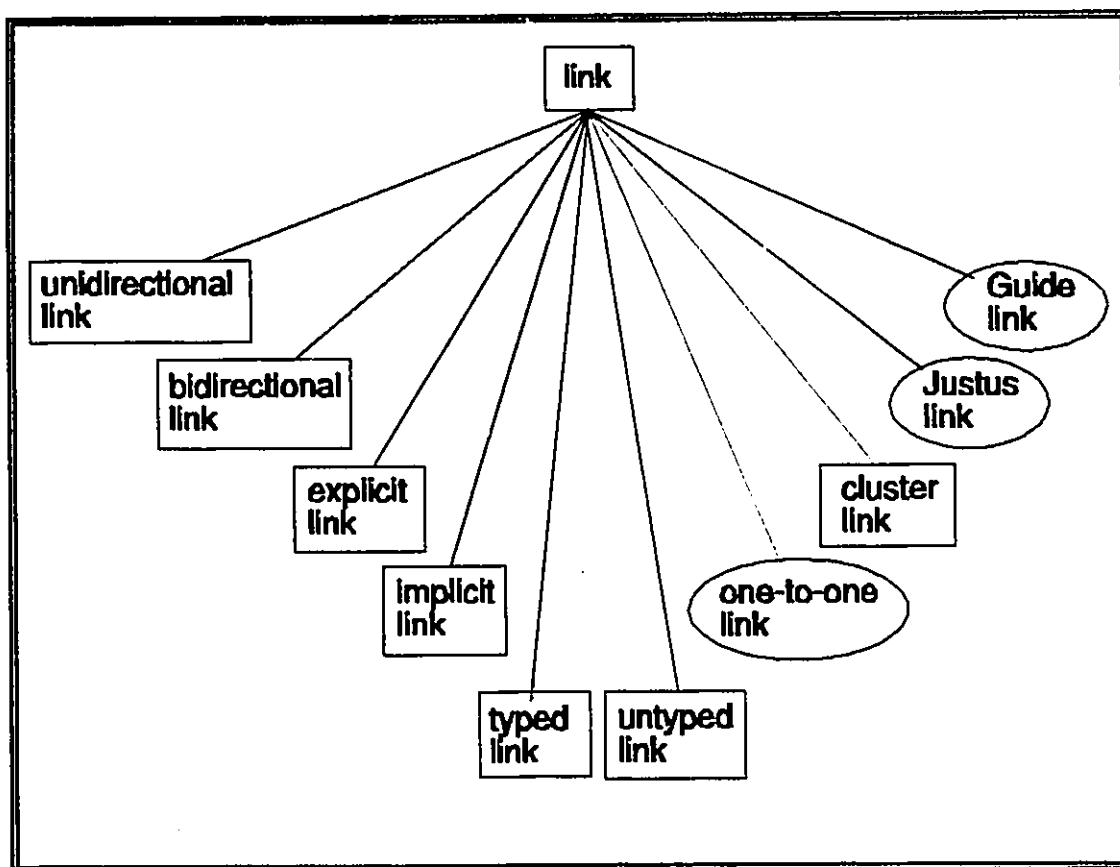 link
unidirectional
link
bidirectional
link
explicit
link
implicit
link
typed
link
untyped
link
one-to-one
link
cluster
link
Justus
link
Guide
link